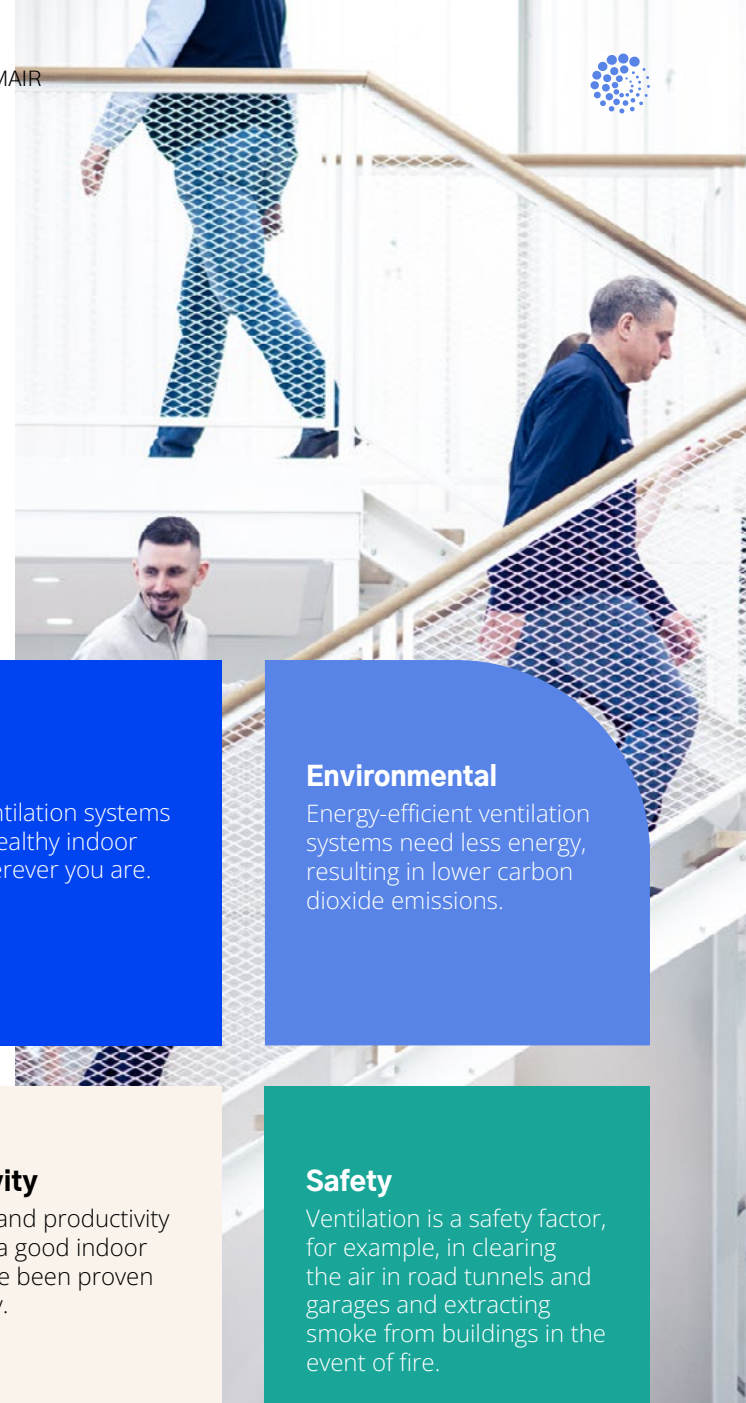 MAIR
ntilation systems
ealthy indoor
erever you are.
Environmental
Energy-efficient ventilation
systems need less energy,
resulting in lower carbon
dioxide emissions.
ity
and productivity
a good indoor
e been proven
.
Safety
Ventilation is a safety factor,
for example, in clearing
the air in road tunnels and
garages and extracting
smoke from buildings in the
event of fire.